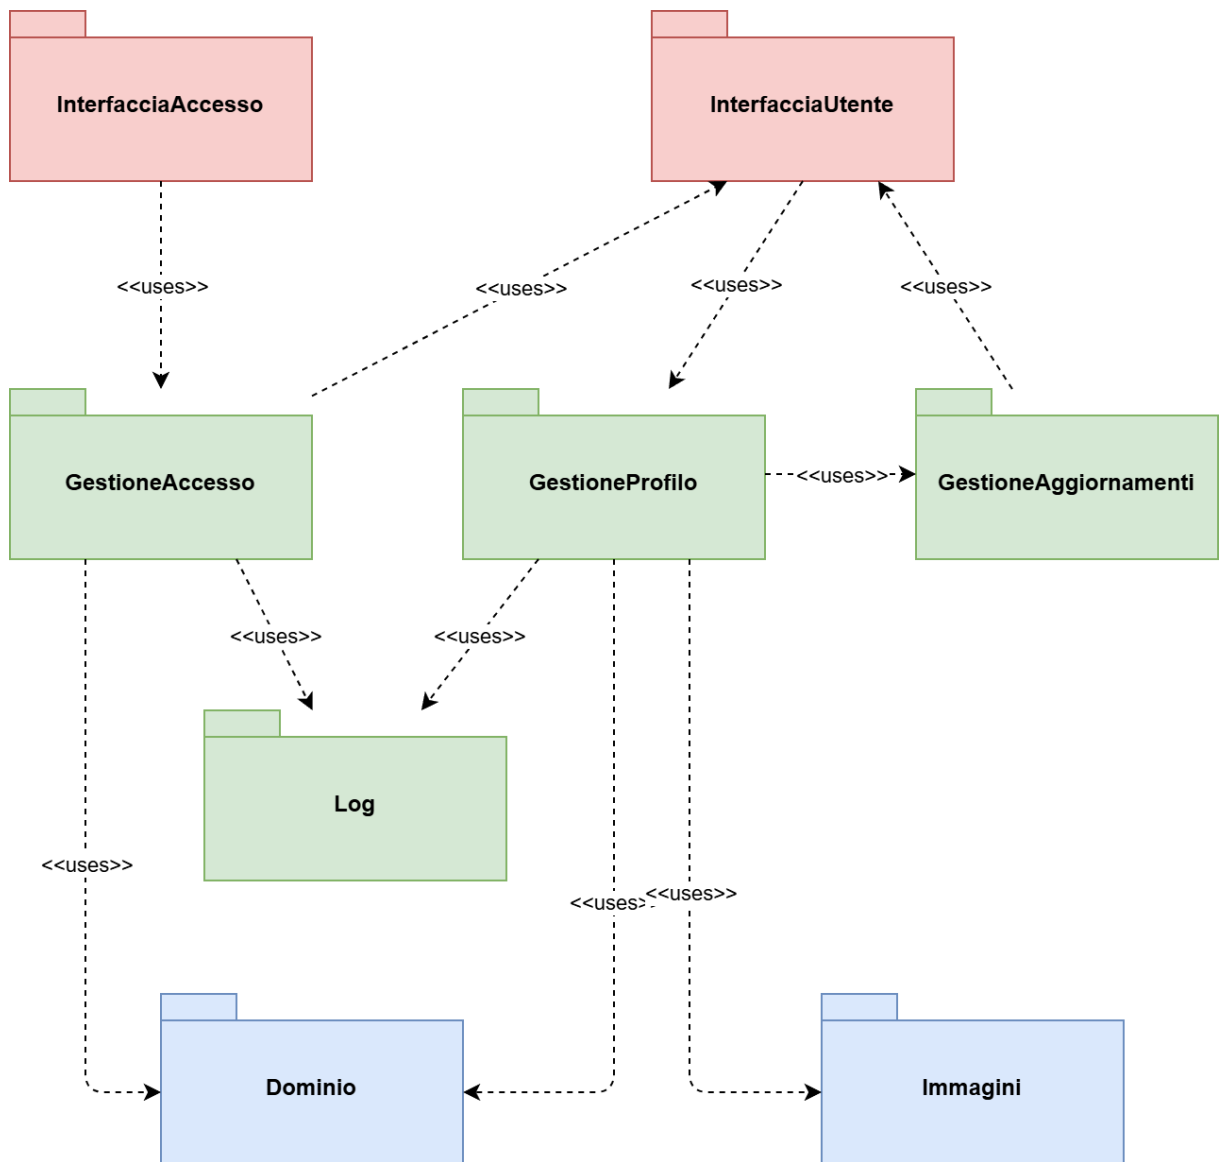 InterfacciaAccesso
InterfacciaUtente
<<uses>>
<<uses>>
<<uses>>
<<uses>>
GestioneAccesso
GestioneProfilo
<<uses>>
GestioneAggiornamenti
<<uses>>
<<uses>>
Log
<<uses>>
<<uses>
<<uses>>
Dominio
Immagini